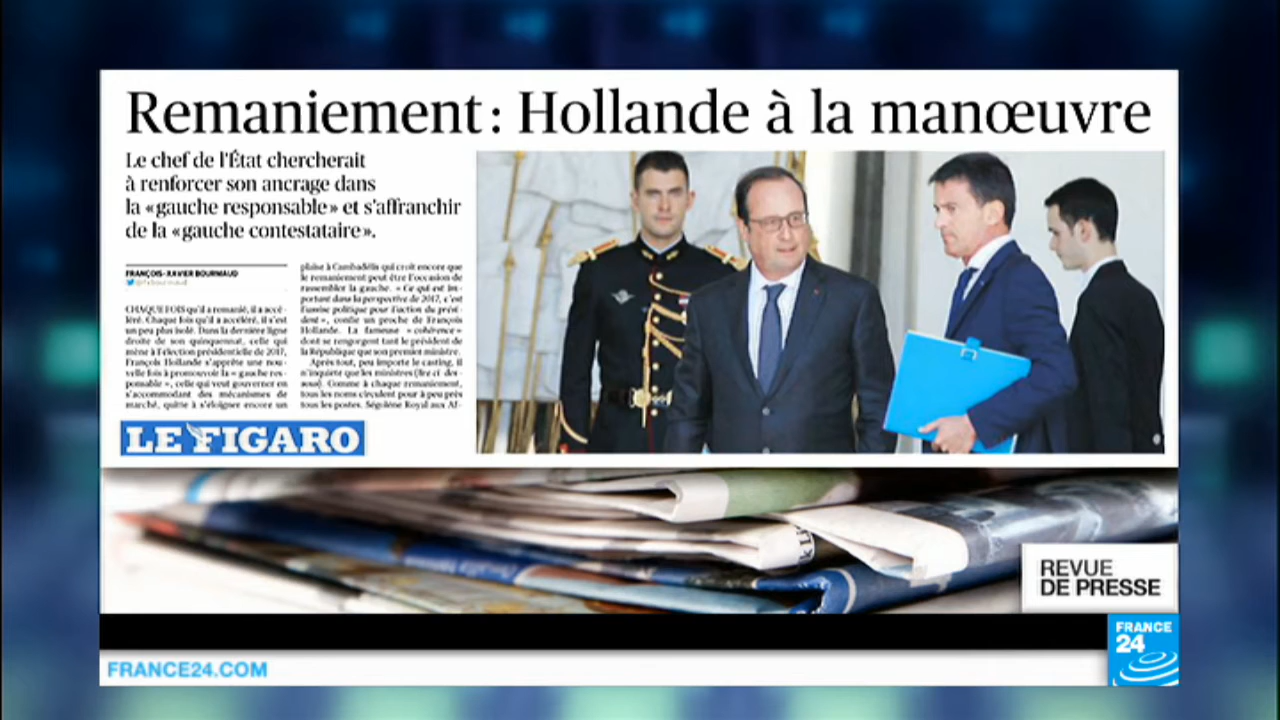 Remaniement : Hollande à la manœuvre
Le chef de l'État chercherait
à renforcer son ancrage dans
la «gauche responsable» et s'affranchir
de la «gauche contestataire».
FRANÇOIS-XAVIER BOURMAUD
CHAQUE FOIS qu'il a remanié, il a accé-
léré. Chaque fois qu'il a accéléré, il s'est
un peu plus isolé. Dans la dernière ligne
droite de son quinquennat, celle qui
mène à l'élection présidentielle de 2017,
François Hollande s'apprête une nou-
velle fois à promouvoir la « gauche res-
ponsable », celle qui veut gouverner en
s'accommodant des mécanismes de
marché, quitte à s'éloigner encore un
plaise à Cambadélis qui croit encore que
le remaniement peut être l'occasion de
rassembler la gauche. « Ce qui est im-
portant dans la perspective de 2017, c'est
l'usine politique pour l'action du prési-
dent », confie un proche de François
Hollande. La fameuse « cohérence »
dont se rengorgent tant le président de
la République que son premier ministre.
Après tout, peu importe le casting, il
n'inquiète que les ministres (lire ci-des-
sous). Comme à chaque remaniement,
tous les noms circulent pour à peu près
tous les postes. Ségolène Royal aux Af-
LE FIGARO
REVUE
DE PRESSE
FRANCE
24
FRANCE24.COM